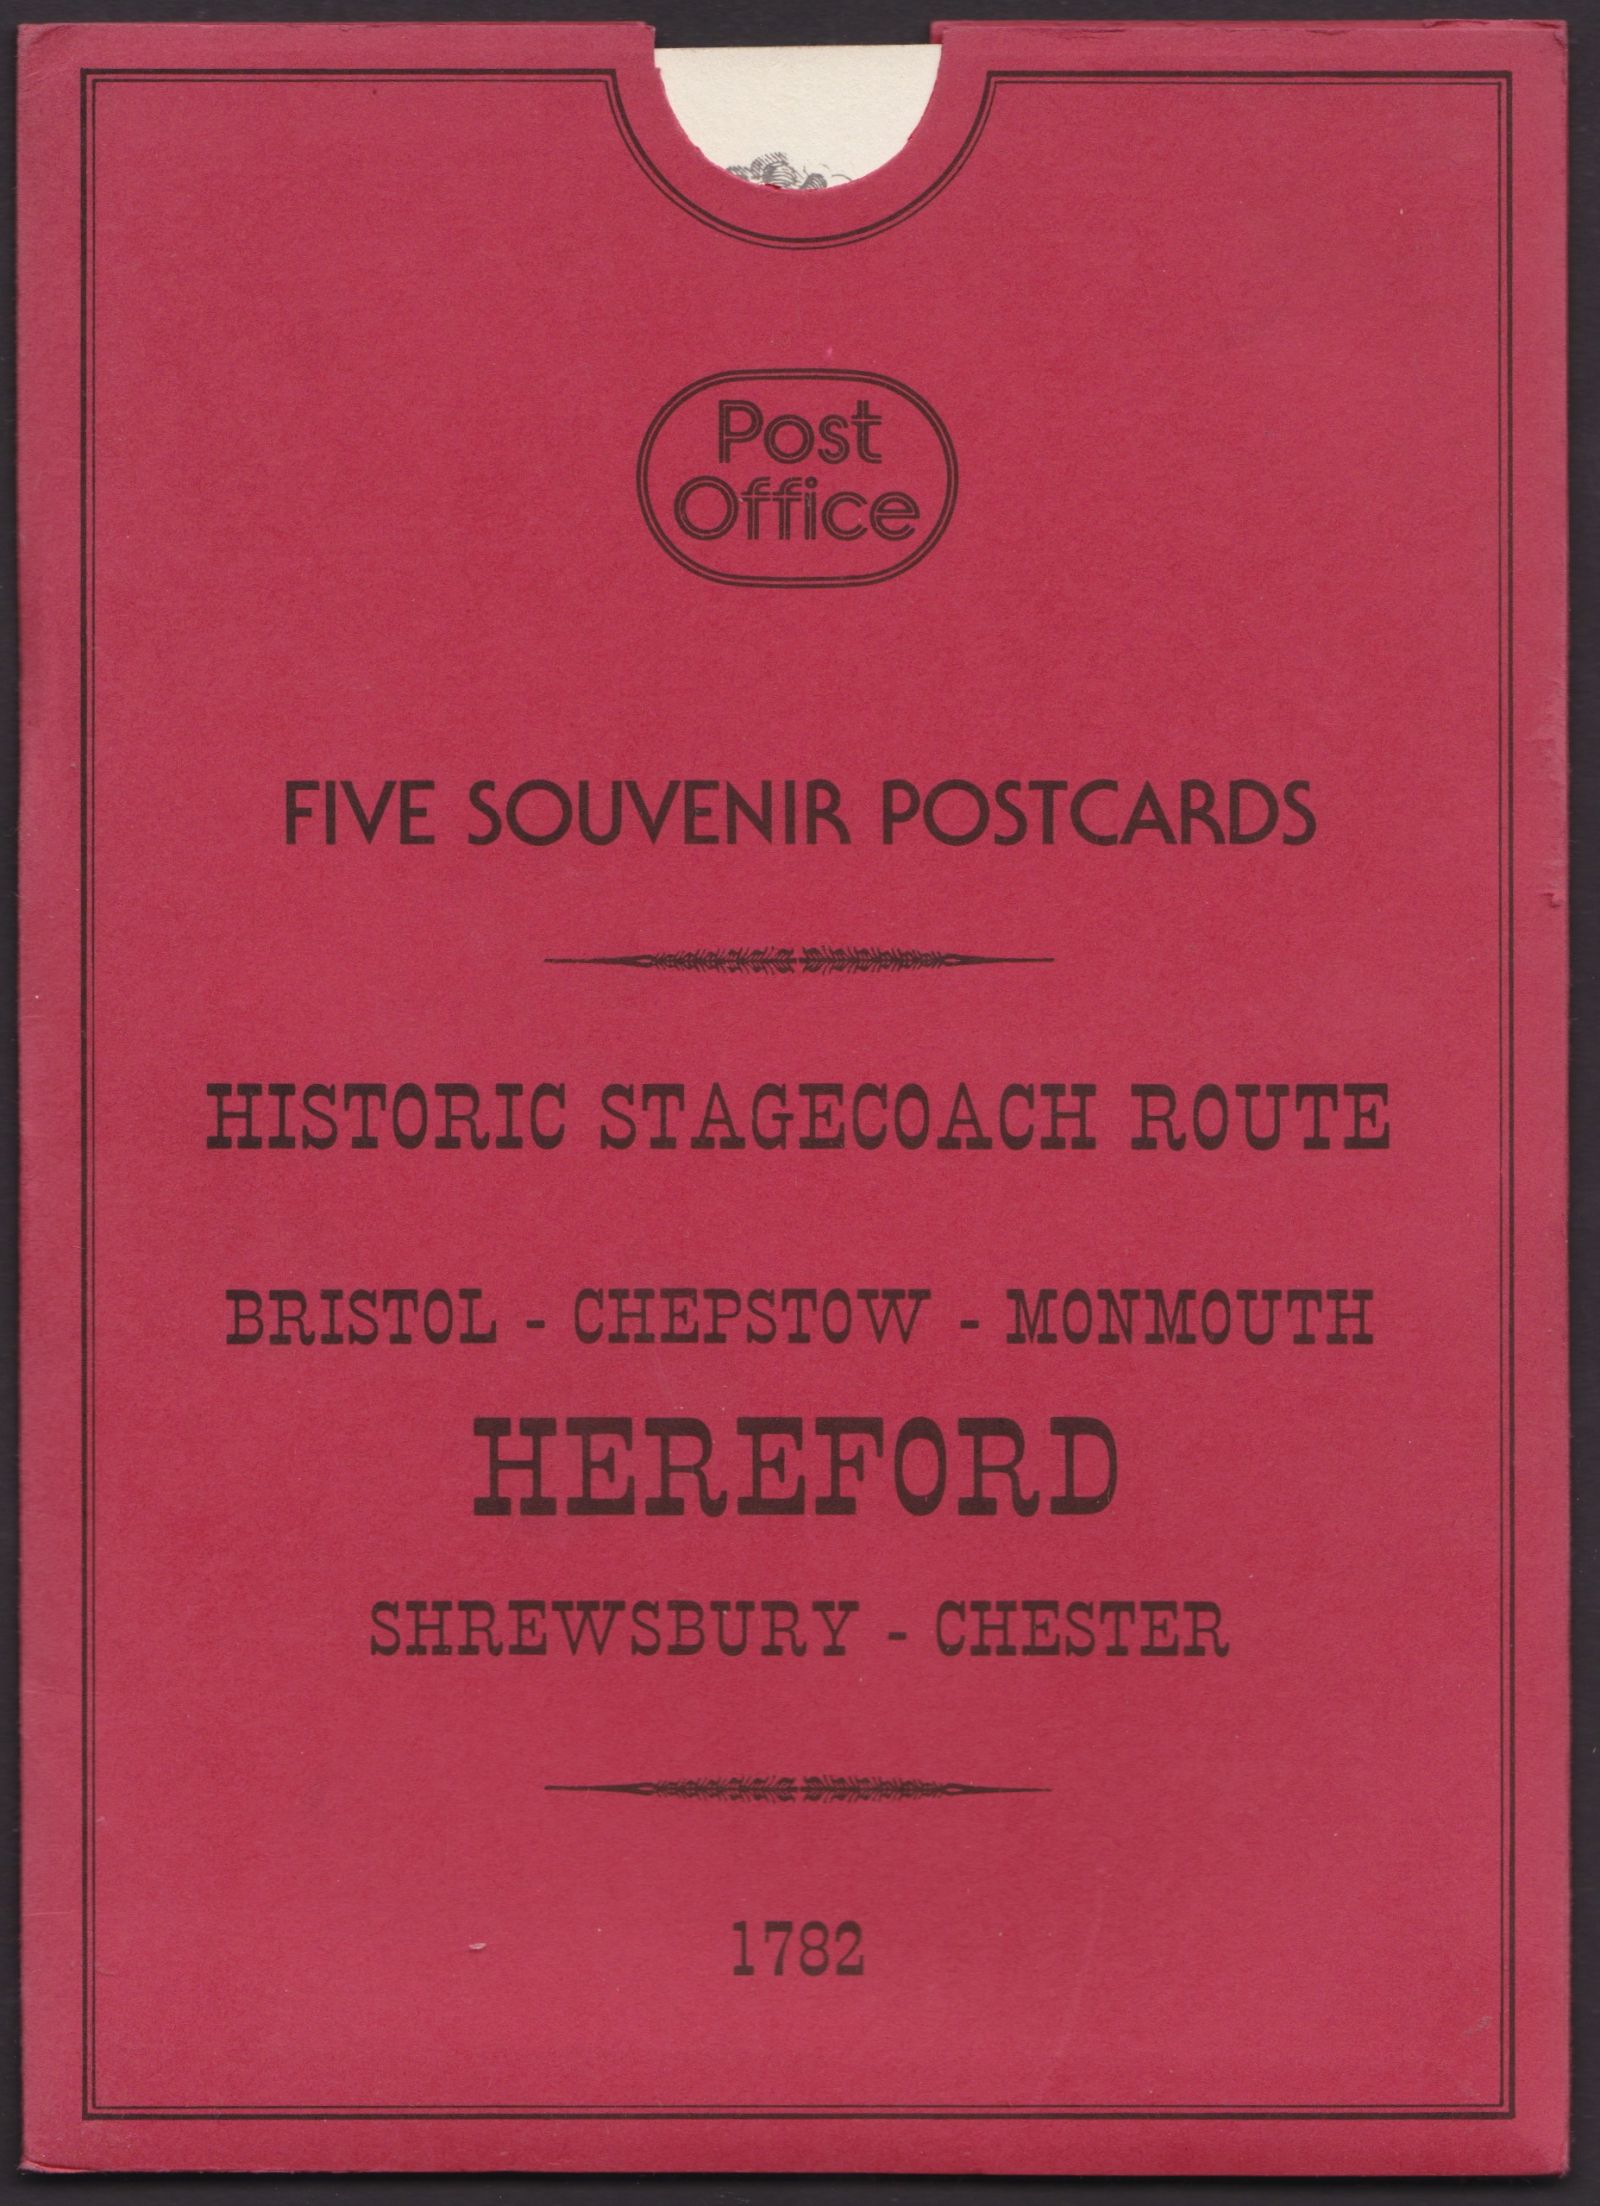 Post
Office
FIVE SOUVENIR POSTCARDS
HISTORIC STAGECOACH ROUTE
BRISTOL - CHEPSTOW - MONMOUTH
HEREFORD
SHREWSBURY - CHESTER
1782